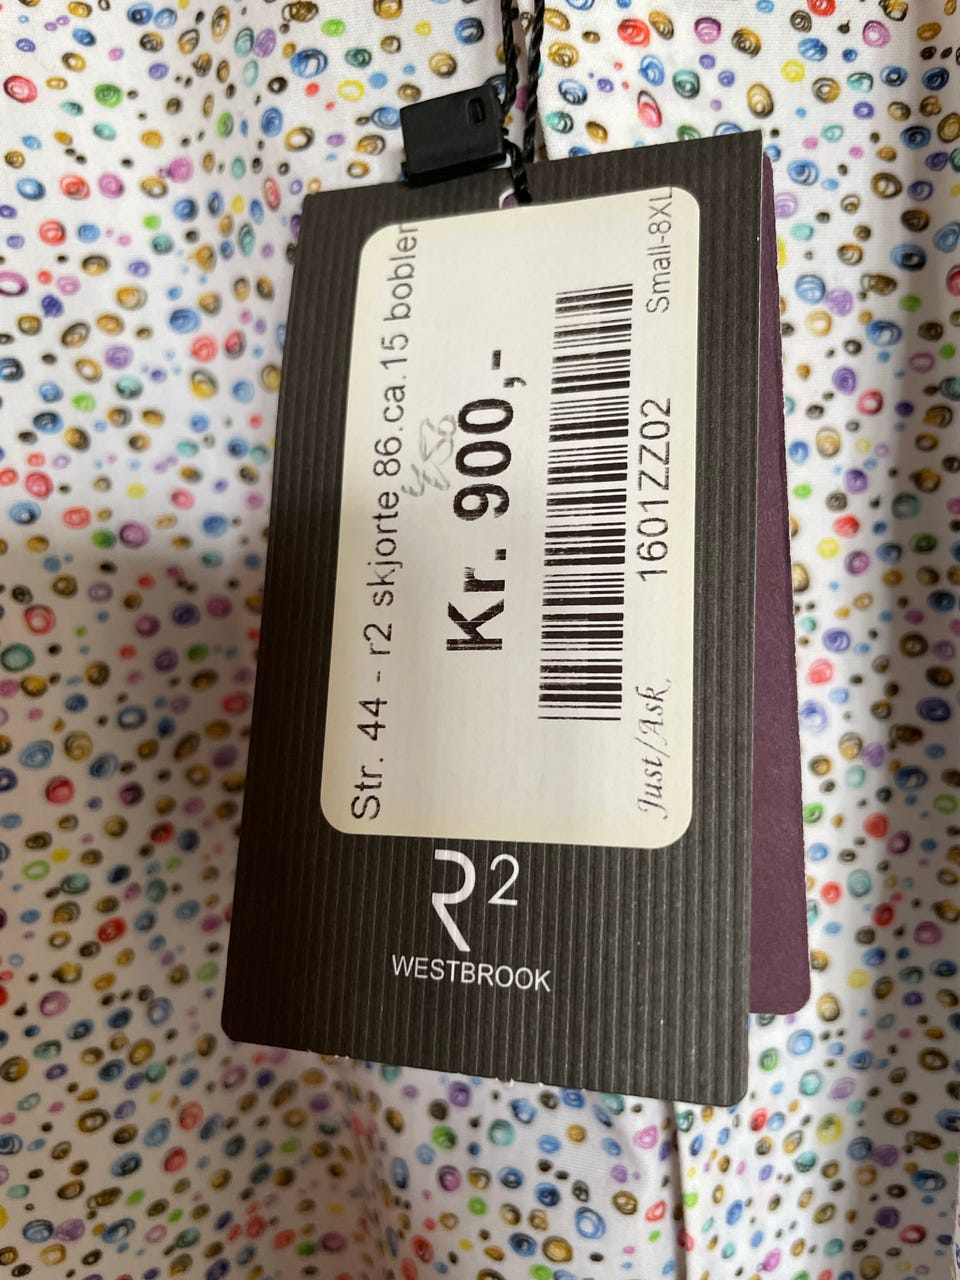 Str. 44 - r2 skjorte 86.ca.15 bobler
Kr. 900,-
1601ZZ02
Just/Ask. Small-8XL
R2
WESTBROOK